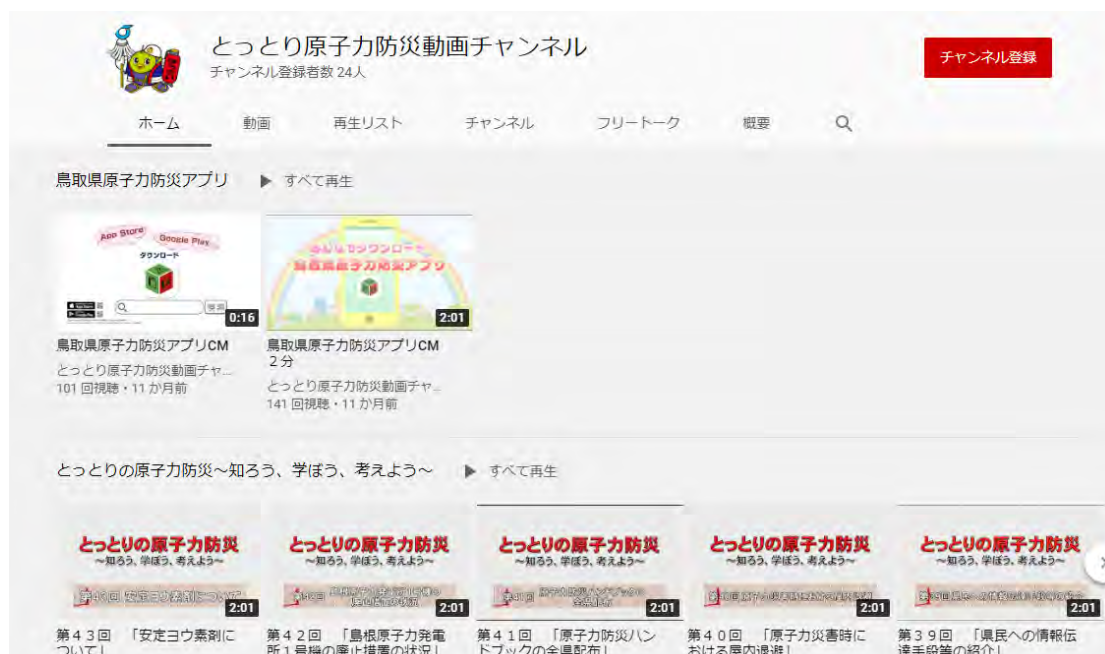 とっとり原子力防災動画チャンネル
チャンネル登録者数 24人
チャンネル登録
ホーム 動画 再生リスト チャンネル フリートーク 概要
鳥取県原子力防災アプリ ▶ すべて再生
App Store Google Play
ダウンロード
検索
0:16
鳥取県原子力防災アプリ
2:01
鳥取県原子力防災アプリCM
とっとり原子力防災動画チャ...
101 回視聴・11 か月前
鳥取県原子力防災アプリCM
２分
とっとり原子力防災動画チャ...
141 回視聴・11 か月前
とっとりの原子力防災～知ろう、学ぼう、考えよう～ ▶ すべて再生
とっとりの原子力防災
～知ろう、学ぼう、考えよう～
第43回 安定ヨウ素剤について
2:01
第４３回 「安定ヨウ素剤に
ついて」
とっとりの原子力防災
～知ろう、学ぼう、考えよう～
2:01
第４２回 「島根原子力発電
所１号機の廃止措置の状況」
とっとりの原子力防災
～知ろう、学ぼう、考えよう～
2:01
第４１回 「原子力防災ハン
ドブックの全県配布」
とっとりの原子力防災
～知ろう、学ぼう、考えよう～
2:01
第４０回 「原子力災害時に
おける屋内退避」
とっとりの原子力防災
～知ろう、学ぼう、考えよう～
2:01
第３９回 「県民への情報伝
達手段等の紹介」